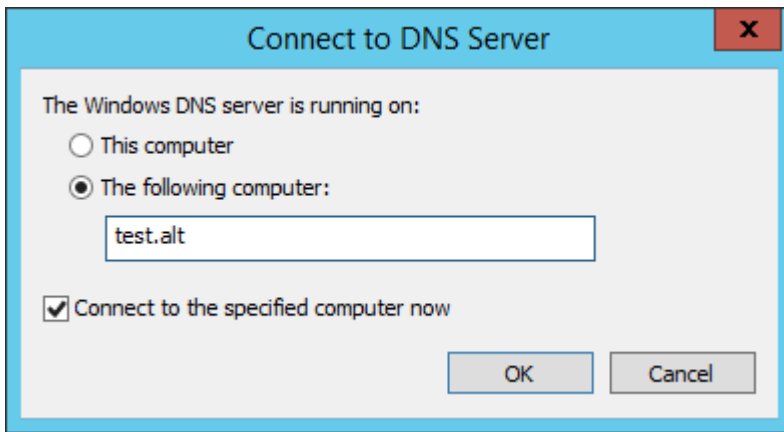 Connect to DNS Server
x
The Windows DNS server is running on:
This computer
The following computer:
test.alt
Connect to the specified computer now
OK Cancel